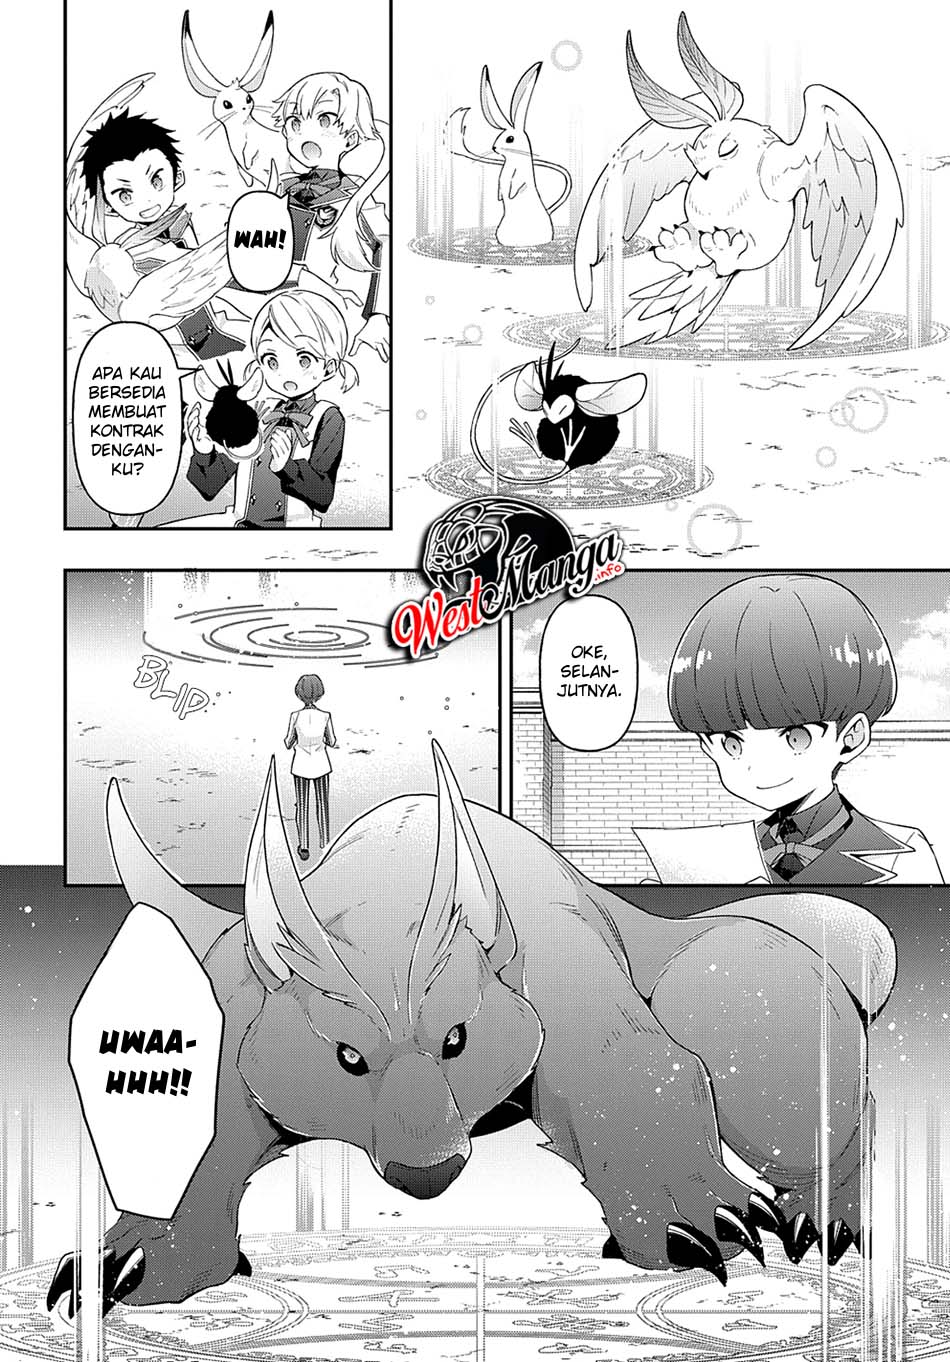 WAH!
APA KAU
BERSEDIA
MEMBUAT
KONTRAK
DENGAN-
KU?
WestManga
.info
OKE,
SELAN-
JUTNYA.
BLIP
UWAA-
HHH!!